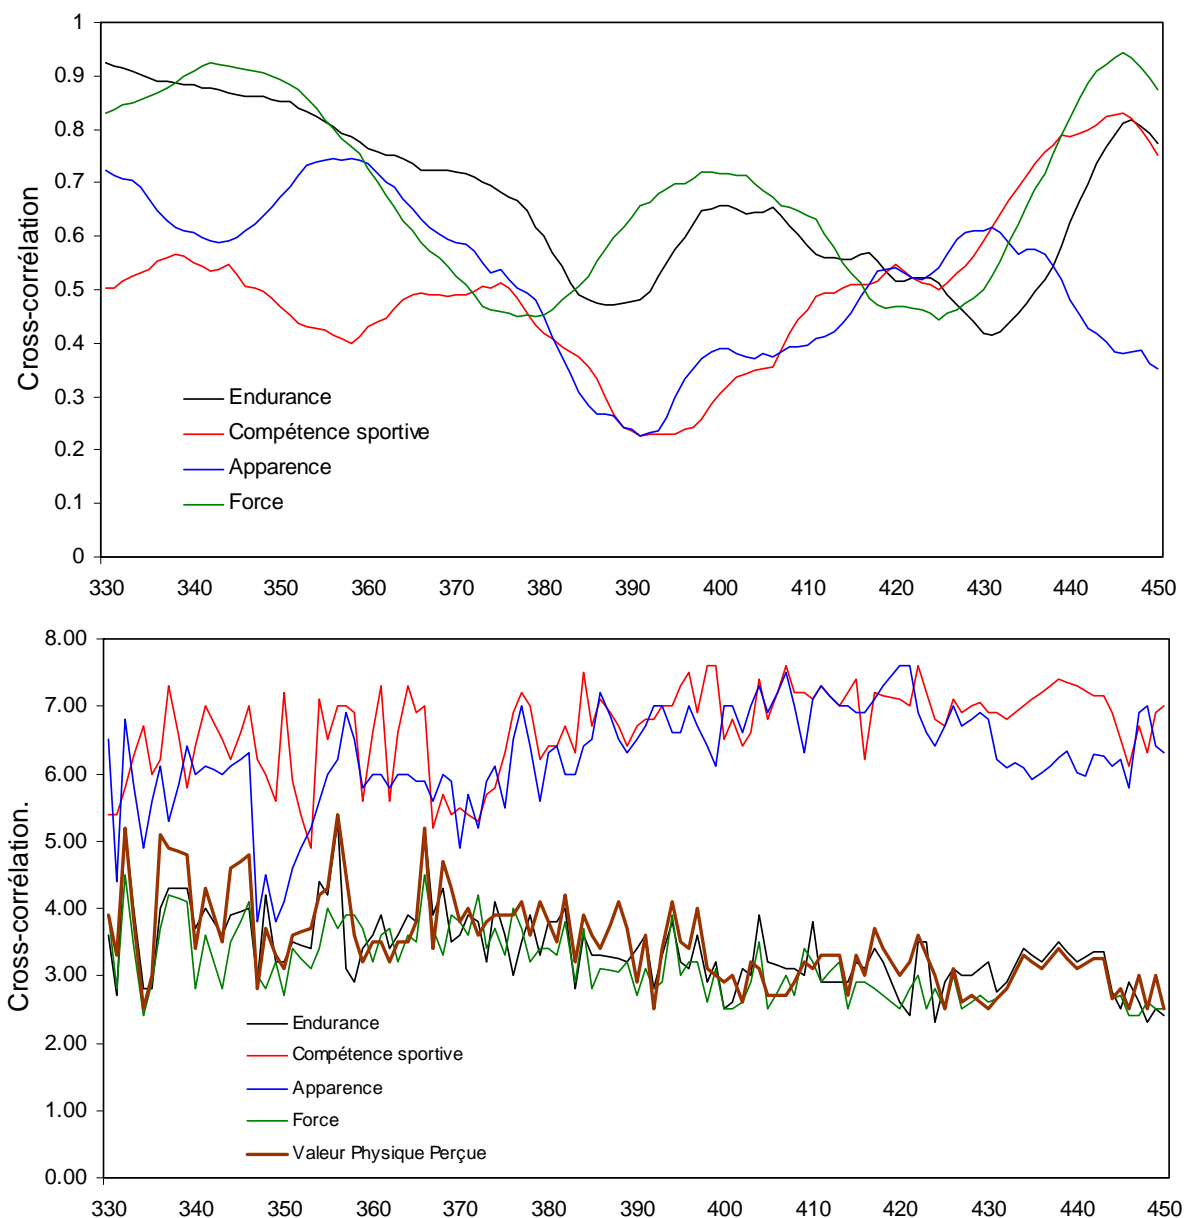 1
0.9
0.8
0.7
0.6
0.5
0.4
0.3
0.2
0.1
0
Cross-corrélation
Endurance
Compétence sportive
Apparence
Force
330 340 350 360 370 380 390 400 410 420 430 440 450
8.00
7.00
6.00
5.00
4.00
3.00
2.00
1.00
0.00
Cross-corrélation.
Endurance
Compétence sportive
Apparence
Force
Valeur Physique Perçue
330 340 350 360 370 380 390 400 410 420 430 440 450